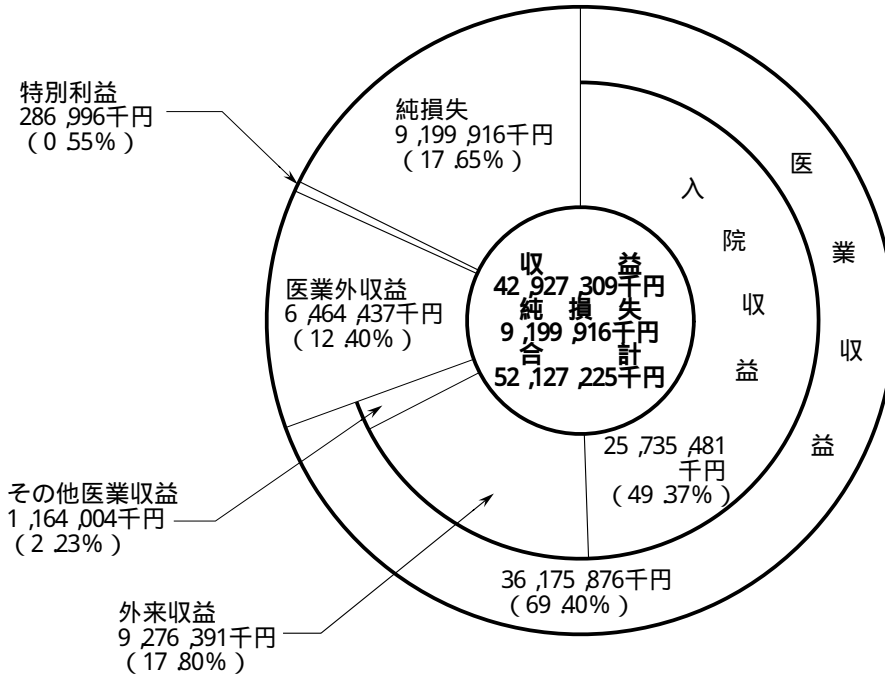 特別利益
286,996千円
(0.55%)
純損失
9,199,916千円
(17.65%)
医業収益
入院収益
収益
42,927,309千円
純損失
9,199,916千円
合計
52,127,225千円
医業外収益
6,464,437千円
(12.40%)
25,735,481
千円
(49.37%)
その他医業収益
1,164,004千円
(2.23%)
36,175,876千円
(69.40%)
外来収益
9,276,391千円
(17.80%)